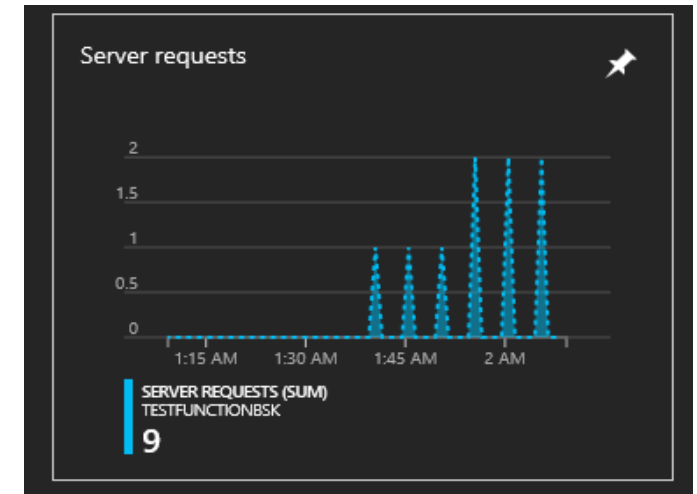 Server requests
2
1.5
1
0.5
0
1:15 AM 1:30 AM 1:45 AM 2 AM
SERVER REQUESTS (SUM)
TESTFUNCTIONBSK
9